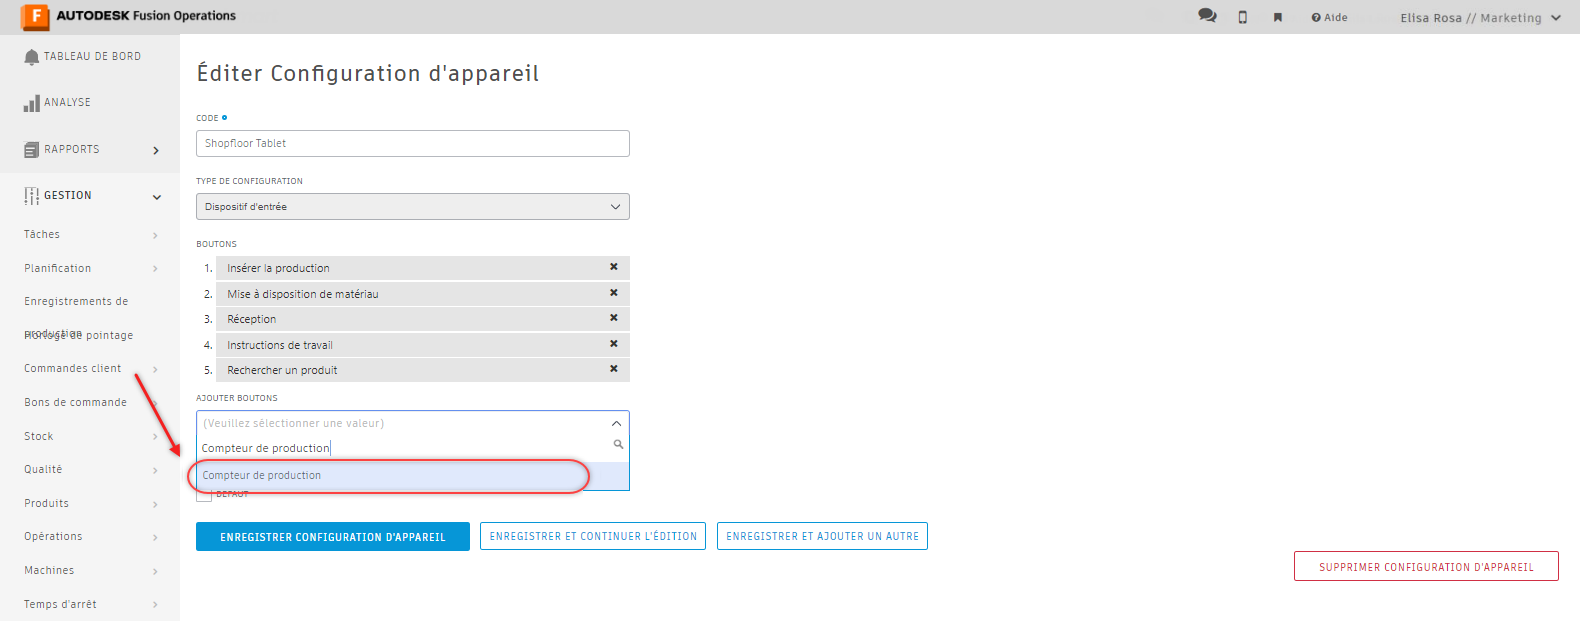 AUTODESK Fusion Operations
Aide
Elisa Rosa // Marketing
TABLEAU DE BORD
ANALYSE
RAPPORTS
GESTION
Tâches
Planification
Enregistrements de
production
Horloge de pointage
Commandes client
Bons de commande
Stock
Qualité
Produits
Opérations
Machines
Temps d'arrêt
Éditer Configuration d'appareil
CODE
Shopfloor Tablet
TYPE DE CONFIGURATION
Dispositif d'entrée
BOUTONS
1. Insérer la production
2. Mise à disposition de matériau
3. Réception
4. Instructions de travail
5. Rechercher un produit
AJOUTER BOUTONS
(Veuillez sélectionner une valeur)
Compteur de production
Compteur de production
DÉFAUT
ENREGISTRER CONFIGURATION D'APPAREIL
ENREGISTRER ET CONTINUER L'ÉDITION
ENREGISTRER ET AJOUTER UN AUTRE
SUPPRIMER CONFIGURATION D'APPAREIL